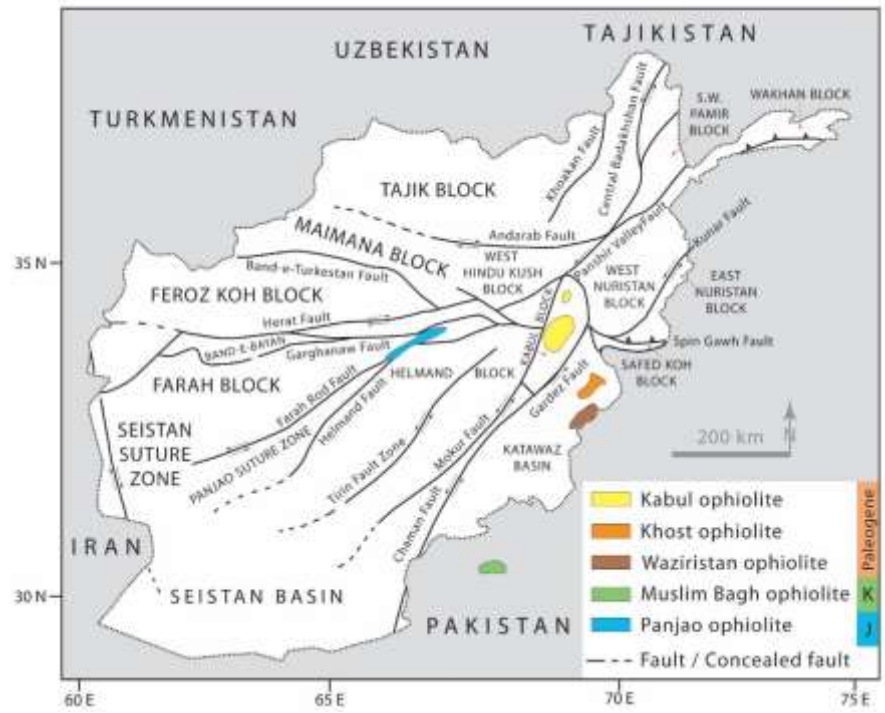 UZBEKISTAN
TAJIKISTAN
TURKMENISTAN
WAKHAN BLOCK
S.W.
PAMIR
BLOCK
Khoakan Fault
Central Badakhshan Fault
TAJIK BLOCK
Andarab Fault
MAIMANA BLOCK
WEST
HINDU KUSH
BLOCK
Panshir Valley Fault
Kunar Fault
35 N
Band-e-Turkestan Fault
WEST
NURISTAN
BLOCK
EAST
NURISTAN
BLOCK
FEROZ KOH BLOCK
Herat Fault
KABUL BLOCK
BAND-E-BAYAN
Garghanaw Fault
Spin Gawh Fault
SAFED KOH
BLOCK
FARAH BLOCK
HELMAND BLOCK
Gardez Fault
Farah Rod Fault
Helmand Fault
SEISTAN
SUTURE
ZONE
PANJAO SUTURE ZONE
Tirin Fault Zone
Mokur Fault
KATAWAZ
BASIN
200 km
N
Chaman Fault
IRAN
30 N
SEISTAN BASIN
PAKISTAN
Kabul ophiolite
Khost ophiolite
Waziristan ophiolite
Muslim Bagh ophiolite
Panjao ophiolite
Fault / Concealed fault
Paleogene
K
J
60 E
65 E
70 E
75 E